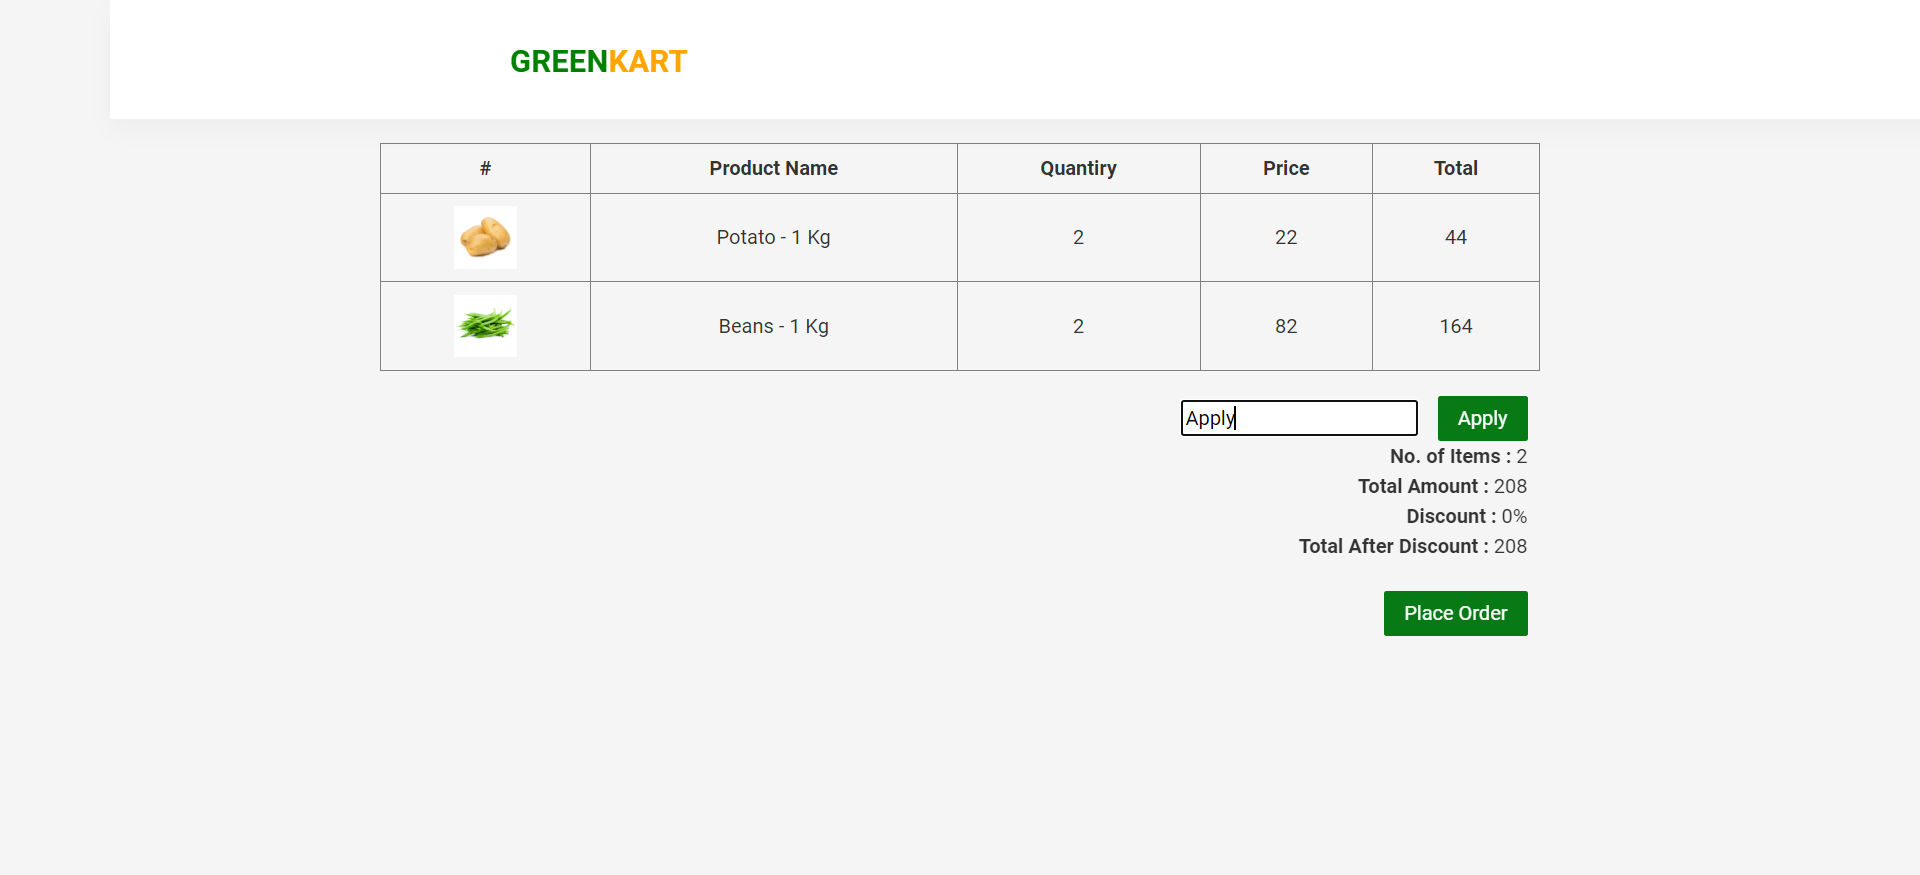 GREENKART
# Product Name Quantiry Price Total
Potato - 1 Kg 2 22 44
Beans - 1 Kg 2 82 164
Apply Apply
No. of Items : 2
Total Amount : 208
Discount : 0%
Total After Discount : 208
Place Order